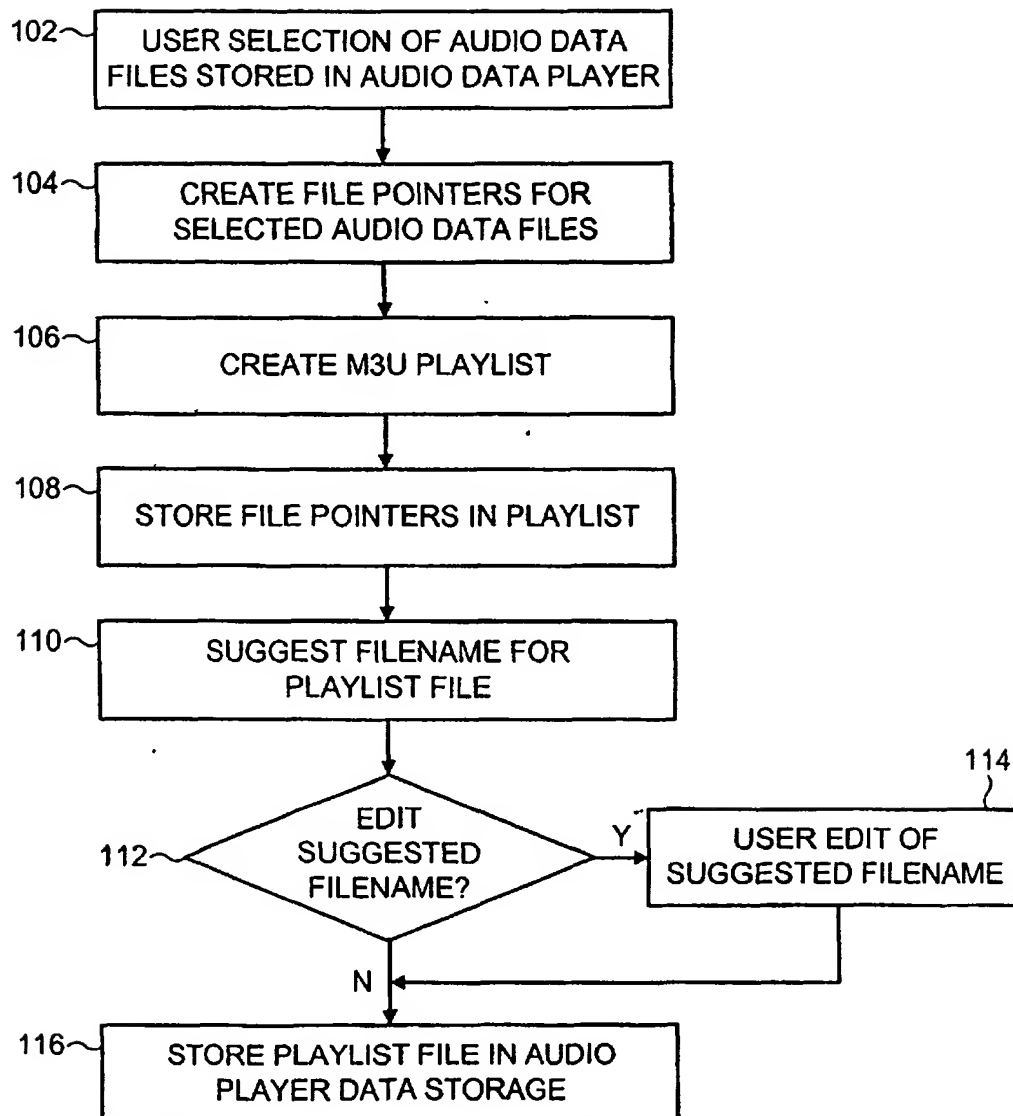 102
USER SELECTION OF AUDIO DATA
FILES STORED IN AUDIO DATA PLAYER
104
CREATE FILE POINTERS FOR
SELECTED AUDIO DATA FILES
106
CREATE M3U PLAYLIST
108
STORE FILE POINTERS IN PLAYLIST
110
SUGGEST FILENAME FOR
PLAYLIST FILE
112
EDIT
SUGGESTED
FILENAME?
Y
114
USER EDIT OF
SUGGESTED FILENAME
N
116
STORE PLAYLIST FILE IN AUDIO
PLAYER DATA STORAGE